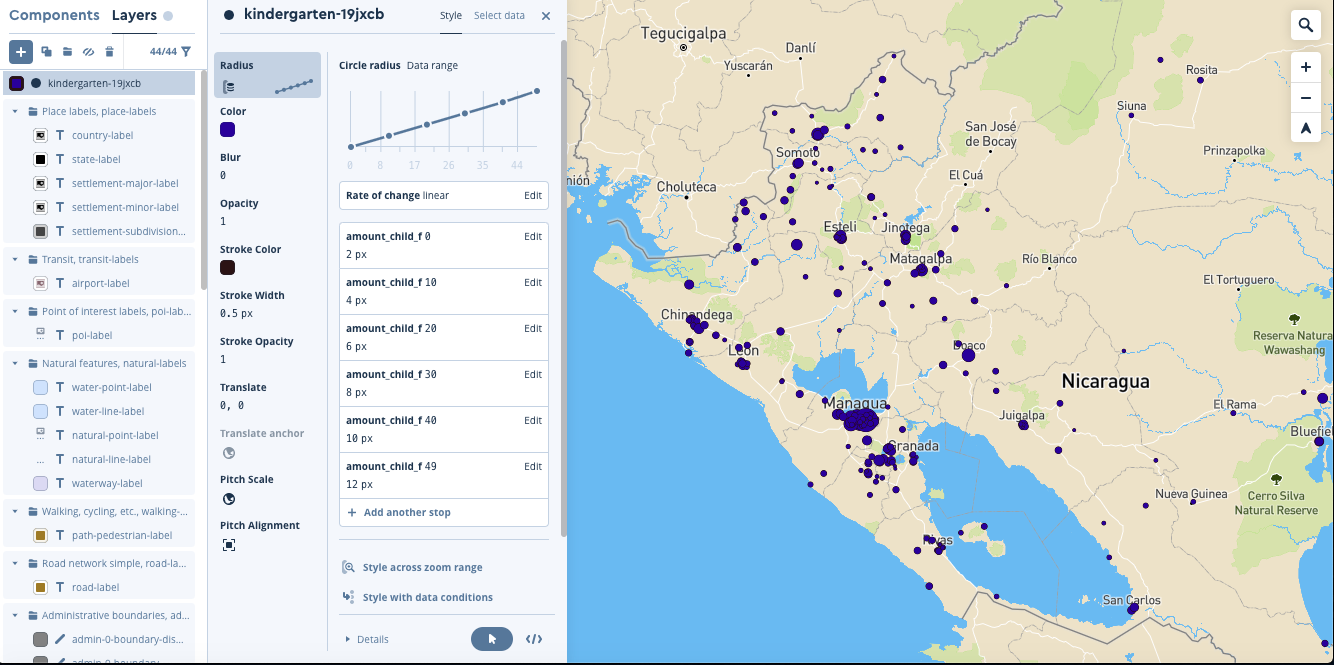 Components Layers
44/44
kindergarten-19jxcb
Place labels, place-labels
country-label
state-label
settlement-major-label
settlement-minor-label
settlement-subdivision...
Transit, transit-labels
airport-label
Point of interest labels, poi-lab...
poi-label
Natural features, natural-labels
water-point-label
water-line-label
natural-point-label
natural-line-label
waterway-label
Walking, cycling, etc., walking-...
path-pedestrian-label
Road network simple, road-la...
road-label
Administrative boundaries, ad...
admin-0-boundary-dis...
kindergarten-19jxcb
Style Select data
Radius
Color
Blur
0
Opacity
1
Stroke Color
Stroke Width
0.5 px
Stroke Opacity
1
Translate
0, 0
Translate anchor
Pitch Scale
Pitch Alignment
Circle radius Data range
0 8 17 26 35 44
Rate of change linear Edit
amount_child_f 0 Edit
2 px
amount_child_f 10 Edit
4 px
amount_child_f 20 Edit
6 px
amount_child_f 30 Edit
8 px
amount_child_f 40 Edit
10 px
amount_child_f 49 Edit
12 px
+ Add another stop
Style across zoom range
Style with data conditions
Details
Tegucigalpa
Danlí
Yuscarán
Rosita
Siuna
San José
de Bocay
Prinzapolka
Somoto
El Cuá
nión
Choluteca
Estelí
Jinotega
Matagalpa
Río Blanco
El Tortuguero
Chinandega
Reserva Natura
Wawashang
León
Boaco
Nicaragua
Managua
El Rama
Juigalpa
Bluefie
Granada
Nueva Guinea
Cerro Silva
Natural Reserve
Rivas
San Carlos